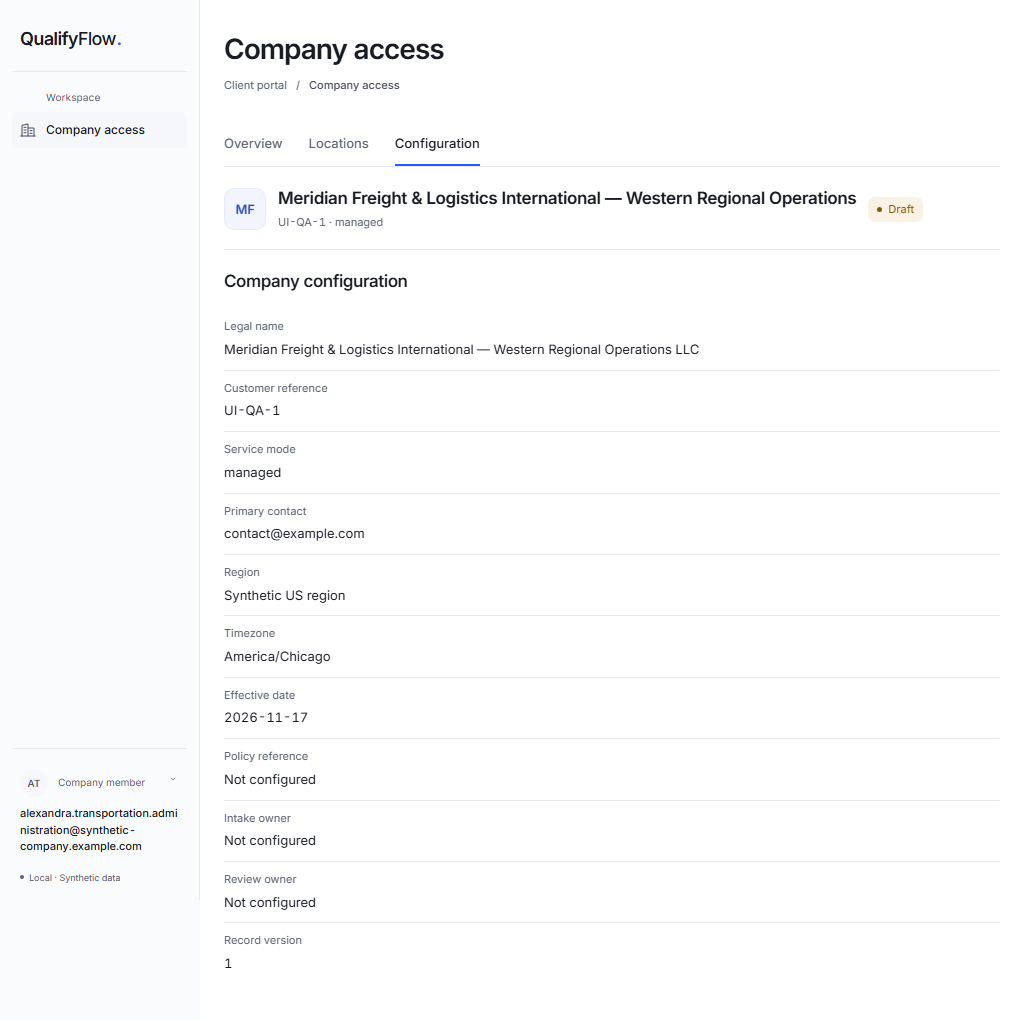 QualifyFlow.
Workspace
Company access
AT
Company member
alexandra.transportation.admi
nistration@synthetic-
company.example.com
Local · Synthetic data
Company access
Client portal / Company access
Overview Locations Configuration
MF
Meridian Freight & Logistics International — Western Regional Operations
UI-QA-1 · managed
Draft
Company configuration
Legal name
Meridian Freight & Logistics International — Western Regional Operations LLC
Customer reference
UI-QA-1
Service mode
managed
Primary contact
contact@example.com
Region
Synthetic US region
Timezone
America/Chicago
Effective date
2026-11-17
Policy reference
Not configured
Intake owner
Not configured
Review owner
Not configured
Record version
1